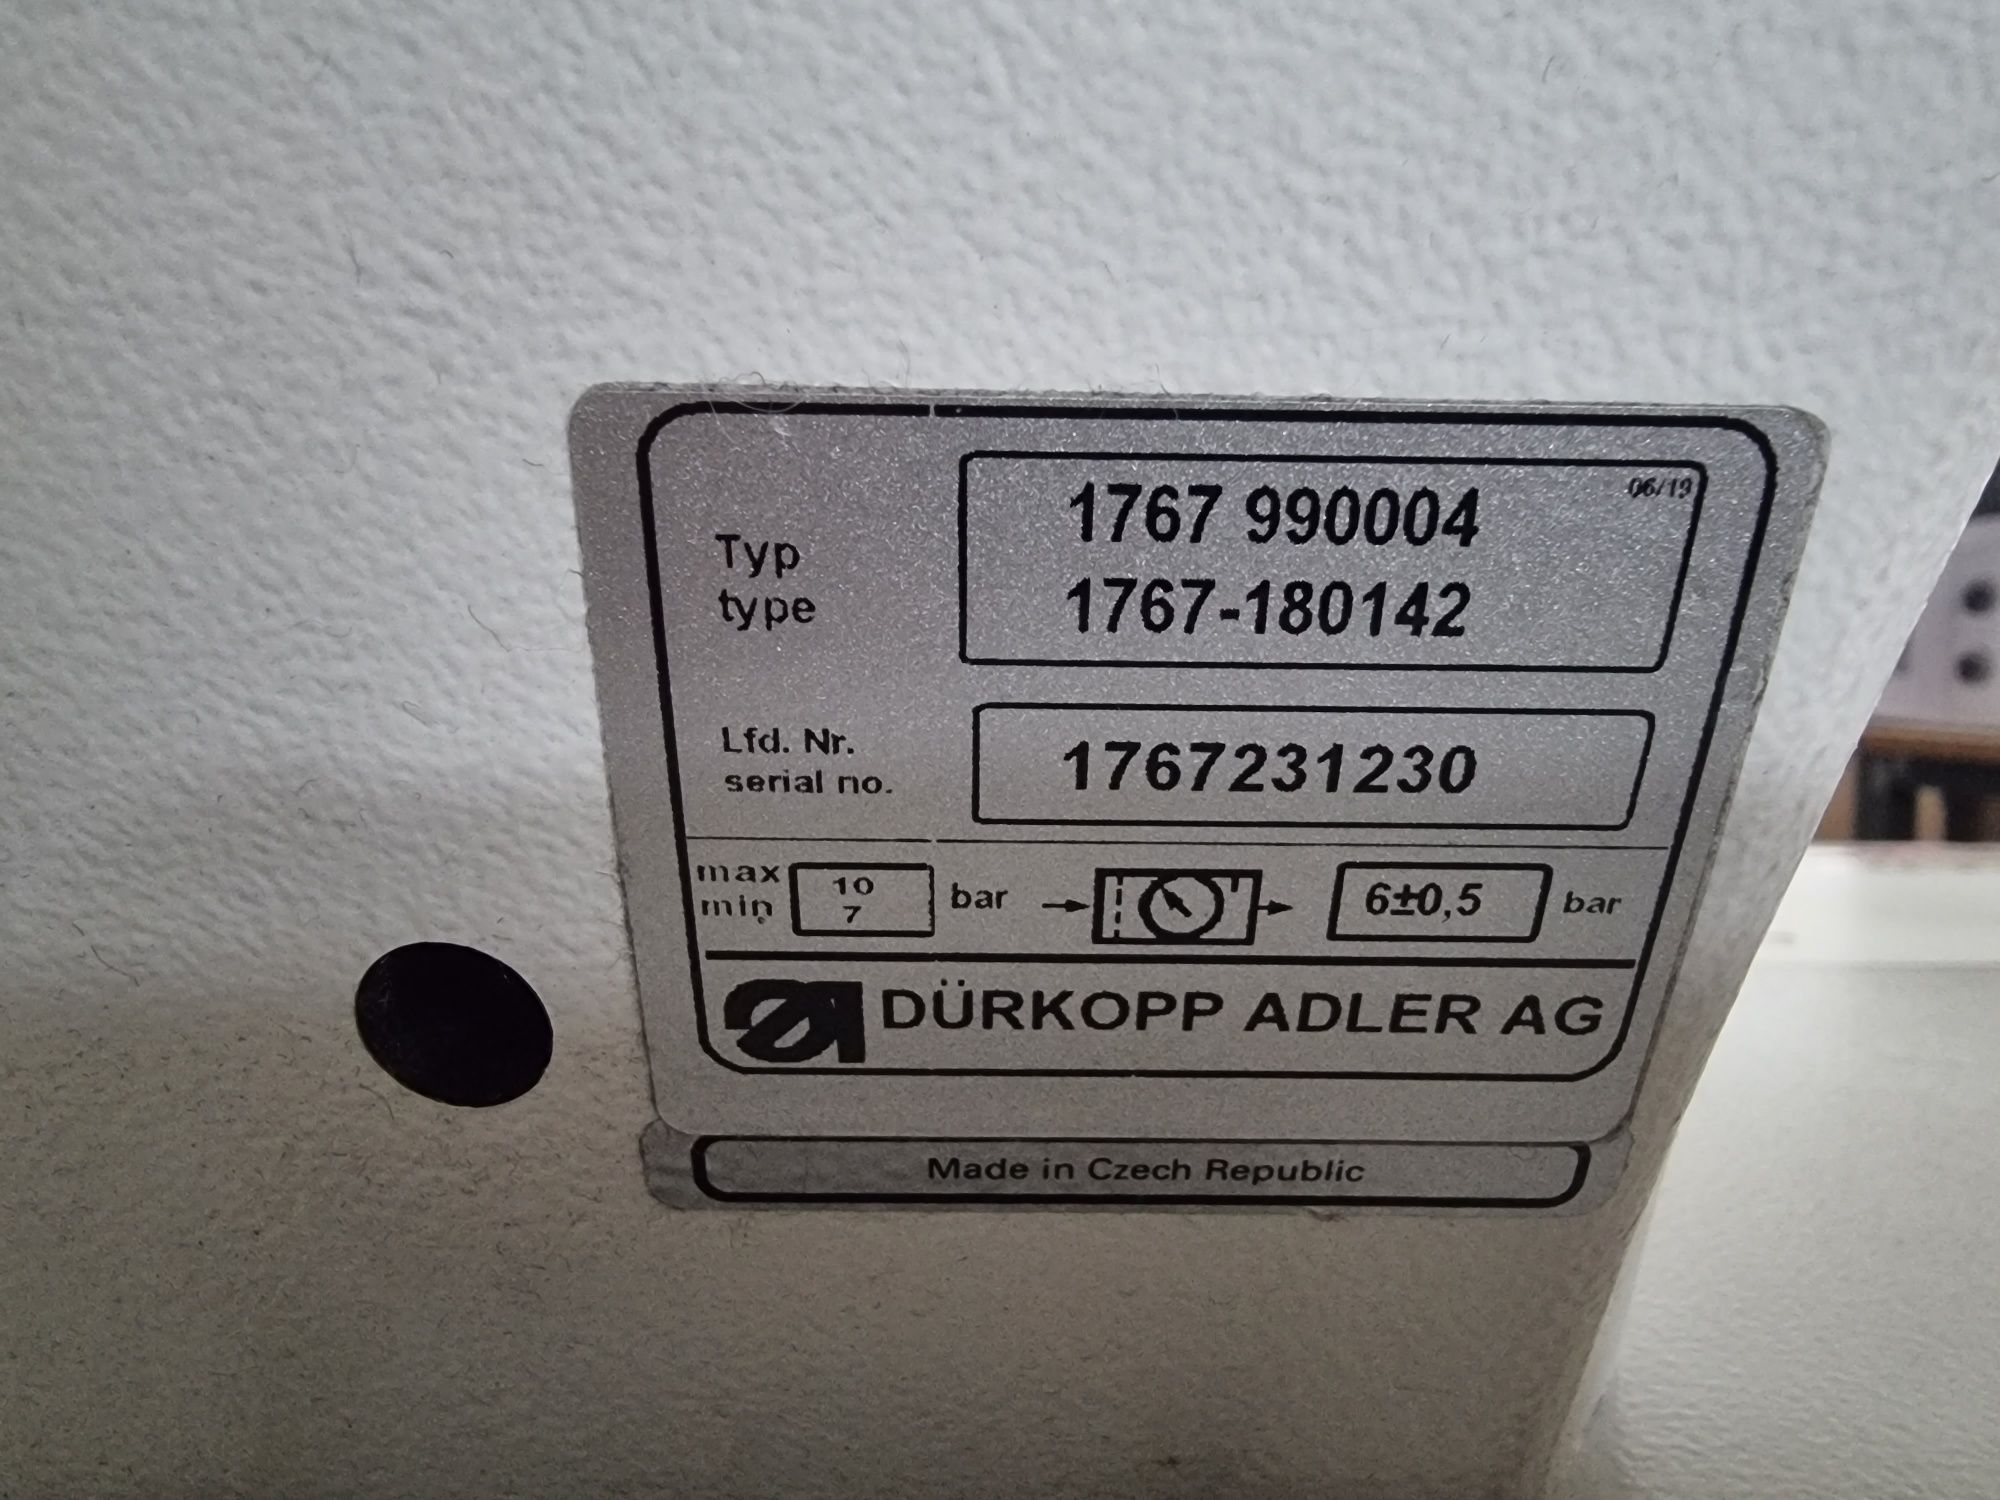 06/19
1767 990004
1767-180142
Typ
type
Lfd. Nr.
serial no.
1767231230
max
min
10
7
bar
6±0,5
bar
DÜRKOPP ADLER AG
Made in Czech Republic